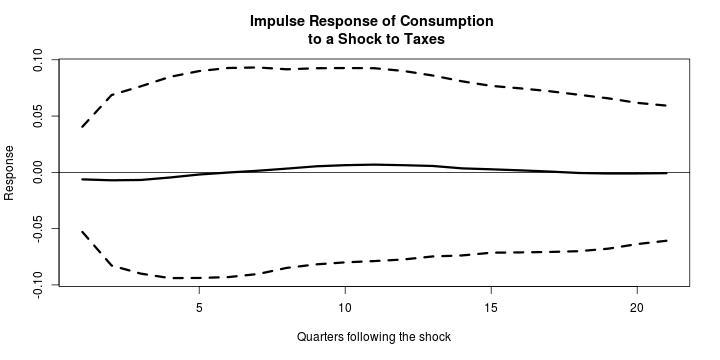 Impulse Response of Consumption
to a Shock to Taxes
Response
0.10
0.05
0.00
-0.05
-0.10
5
10
15
20
Quarters following the shock